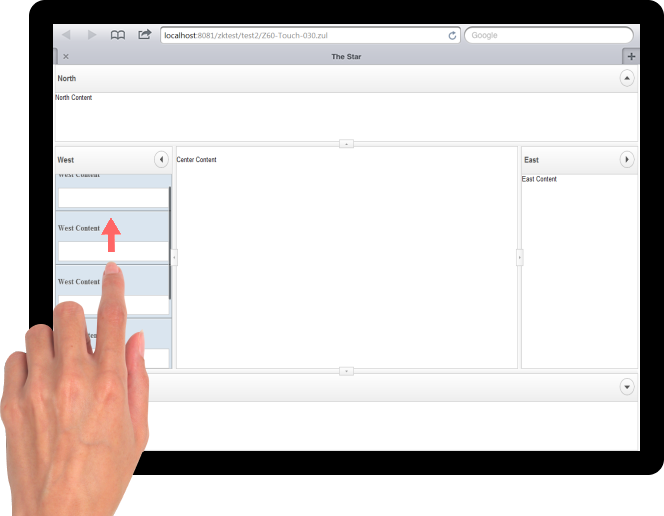 localhost:8081/zktest/test2/Z60-Touch-030.zul
Google
The Star
North
North Content
West
Center Content
East
West Content
East Content
West Content
West Content